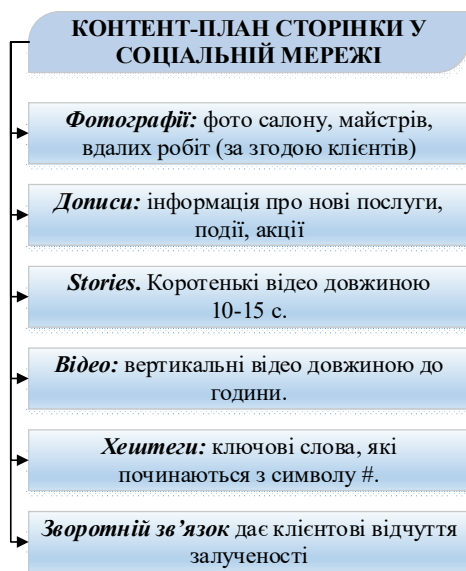 КОНТЕНТ-ПЛАН СТОРІНКИ У
СОЦІАЛЬНІЙ МЕРЕЖІ
Фотографії: фото салону, майстрів,
вдалих робіт (за згодою клієнтів)
Дописи: інформація про нові послуги,
події, акції
Stories. Коротенькі відео довжиною
10-15 с.
Відео: вертикальні відео довжиною до
години.
Хештеги: ключові слова, які
починаються з символу #.
Зворотній зв’язок дає клієнтові відчуття
залученості